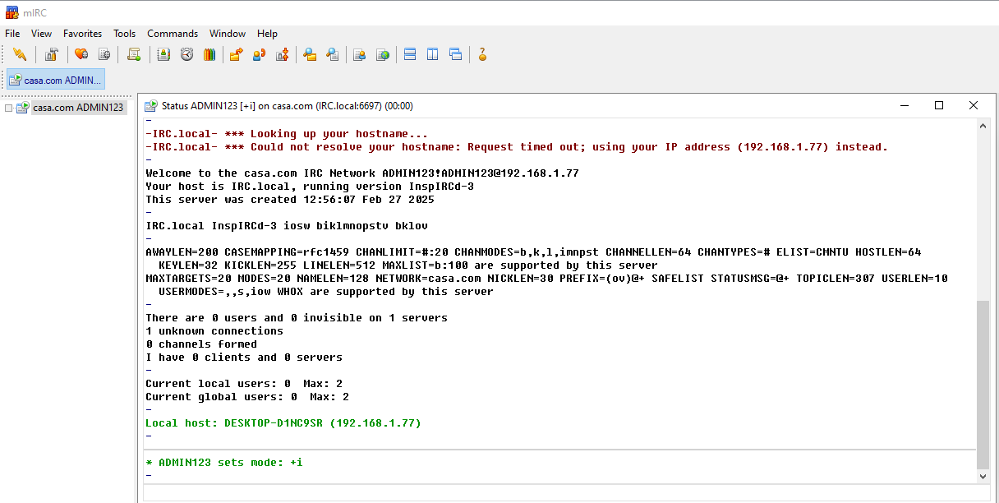 mIRC
File View Favorites Tools Commands Window Help
casa.com ADMIN...
casa.com ADMIN123
Status ADMIN123 [+i] on casa.com (IRC.local:6697) (00:00)
-
-IRC.local- *** Looking up your hostname...
-IRC.local- *** Could not resolve your hostname: Request timed out; using your IP address (192.168.1.77) instead.
-
Welcome to the casa.com IRC Network ADMIN123!ADMIN123@192.168.1.77
Your host is IRC.local, running version InspIRCd-3
This server was created 12:56:07 Feb 27 2025
-
IRC.local InspIRCd-3 iosw biklmnopstv bklov
-
AWAYLEN=200 CASEMAPPING=rfc1459 CHANLIMIT=#:20 CHANMODES=b,k,l,imnpst CHANNELLEN=64 CHANTYPES=# ELIST=CMNTU HOSTLEN=64
KEYLEN=32 KICKLEN=255 LINELEN=512 MAXLIST=b:100 are supported by this server
MAXTARGETS=20 MODES=20 NAMELEN=128 NETWORK=casa.com NICKLEN=30 PREFIX=(ov)@+ SAFELIST STATUSMSG=@+ TOPICLEN=307 USERLEN=10
USERMODES=,,s,iow WHOX are supported by this server
-
There are 0 users and 0 invisible on 1 servers
1 unknown connections
0 channels formed
I have 0 clients and 0 servers
-
Current local users: 0  Max: 2
Current global users: 0  Max: 2
-
Local host: DESKTOP-D1NC9SR (192.168.1.77)
-
* ADMIN123 sets mode: +i
-